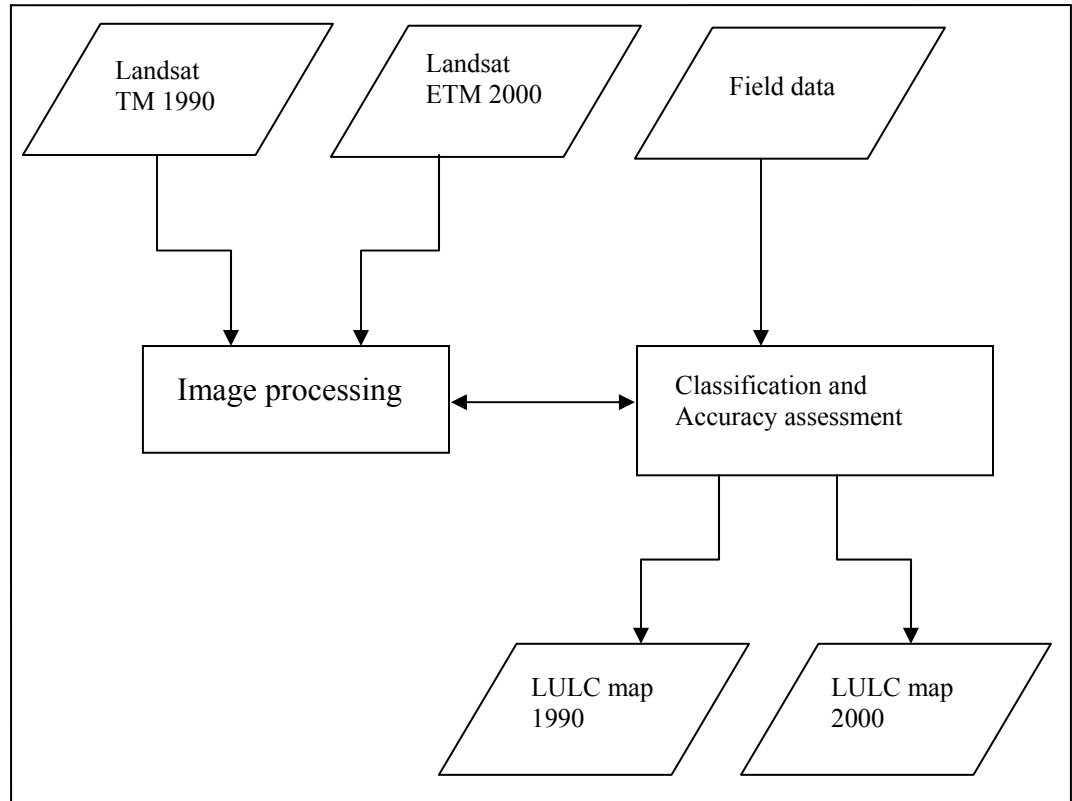 Landsat
TM 1990
Landsat
ETM 2000
Field data
Image processing
Classification and
Accuracy assessment
LULC map
1990
LULC map
2000